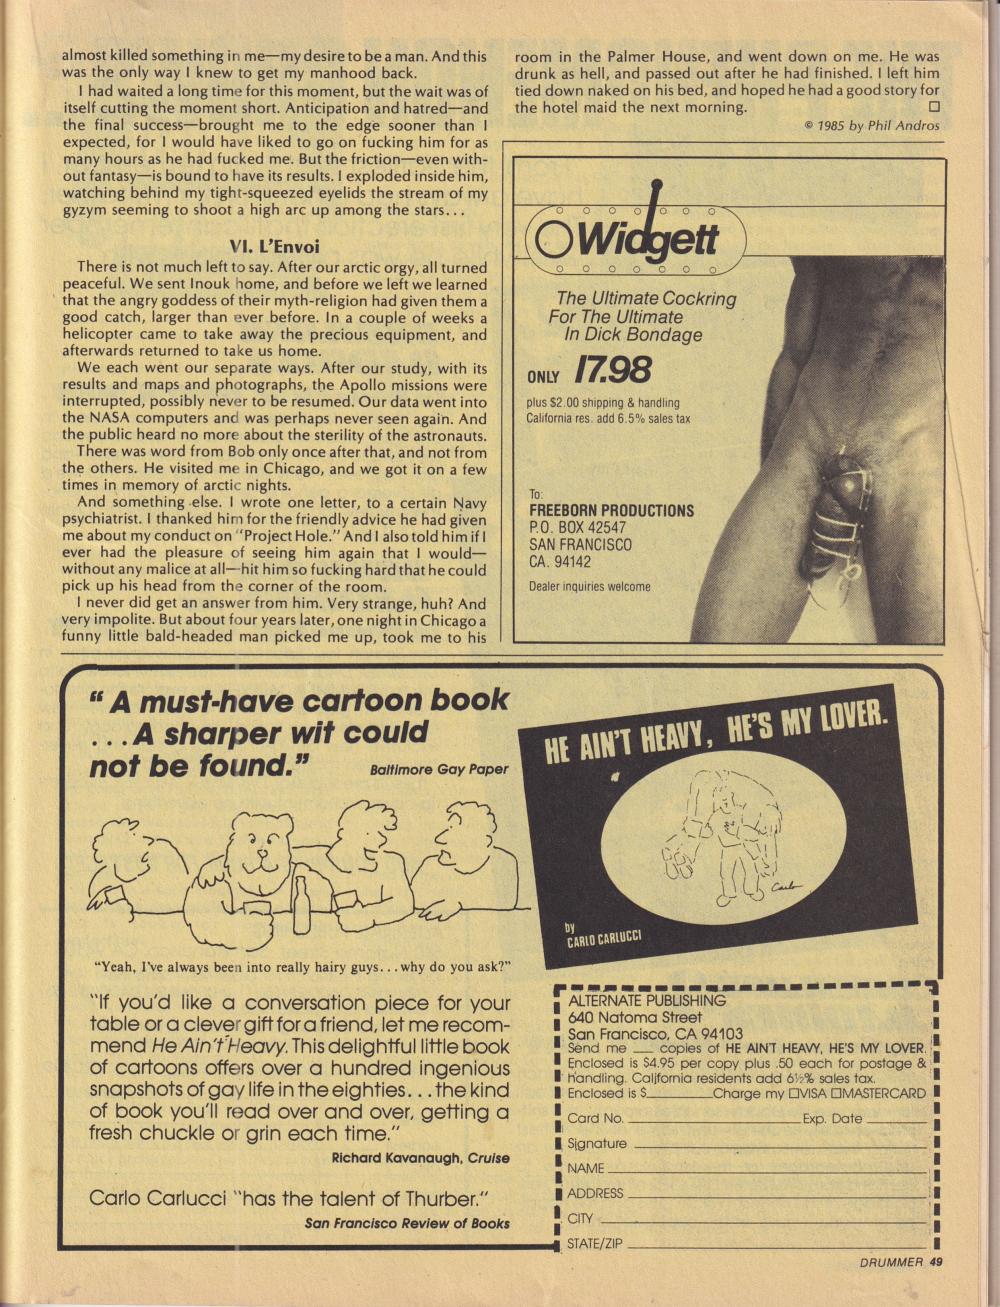 almost killed something in me—my desire to be a man. And this
was the only way I knew to get my manhood back.
I had waited a long time for this moment, but the wait was of
itself cutting the moment short. Anticipation and hatred—and
the final success—brought me to the edge sooner than I
expected, for I would have liked to go on fucking him for as
many hours as he had fucked me. But the friction—even with-
out fantasy—is bound to have its results. I exploded inside him,
watching behind my tight-squeezed eyelids the stream of my
gyzym seeming to shoot a high arc up among the stars...
VI. L'Envoi
There is not much left to say. After our arctic orgy, all turned
peaceful. We sent Inouk home, and before we left we learned
that the angry goddess of their myth-religion had given them a
good catch, larger than ever before. In a couple of weeks a
helicopter came to take away the precious equipment, and
afterwards returned to take us home.
We each went our separate ways. After our study, with its
results and maps and photographs, the Apollo missions were
interrupted, possibly never to be resumed. Our data went into
the NASA computers and was perhaps never seen again. And
the public heard no more about the sterility of the astronauts.
There was word from Bob only once after that, and not from
the others. He visited me in Chicago, and we got it on a few
times in memory of arctic nights.
And something else. I wrote one letter, to a certain Navy
psychiatrist. I thanked him for the friendly advice he had given
me about my conduct on "Project Hole." And I also told him if I
ever had the pleasure of seeing him again that I would—
without any malice at all—hit him so fucking hard that he could
pick up his head from the corner of the room.
I never did get an answer from him. Very strange, huh? And
very impolite. But about four years later, one night in Chicago a
funny little bald-headed man picked me up, took me to his
room in the Palmer House, and went down on me. He was
drunk as hell, and passed out after he had finished. I left him
tied down naked on his bed, and hoped he had a good story for
the hotel maid the next morning. □
© 1985 by Phil Andros
Widgett
The Ultimate Cockring
For The Ultimate
In Dick Bondage
ONLY 17.98
plus $2.00 shipping & handling
California res. add 6.5% sales tax
To:
FREEBORN PRODUCTIONS
P.O. BOX 42547
SAN FRANCISCO
CA. 94142
Dealer inquiries welcome
"A must-have cartoon book
...A sharper wit could
not be found."
Baltimore Gay Paper
"Yeah, I've always been into really hairy guys...why do you ask?"
"If you'd like a conversation piece for your
table or a clever gift for a friend, let me recom-
mend He Ain't Heavy. This delightful little book
of cartoons offers over a hundred ingenious
snapshots of gay life in the eighties...the kind
of book you'll read over and over, getting a
fresh chuckle or grin each time."
Richard Kavanaugh, Cruise
Carlo Carlucci "has the talent of Thurber."
San Francisco Review of Books
HE AIN'T HEAVY, HE'S MY LOVER.
Carlo
by
CARLO CARLUCCI
ALTERNATE PUBLISHING
640 Natoma Street
San Francisco, CA 94103
Send me ___ copies of HE AINT HEAVY, HE'S MY LOVER.
Enclosed is $4.95 per copy plus .50 each for postage &
handling. California residents add 6½% sales tax.
Enclosed is $________Charge my □VISA □MASTERCARD
Card No.________________Exp. Date________
Signature________________
NAME________________
ADDRESS________________
CITY________________
STATE/ZIP________________
DRUMMER 49